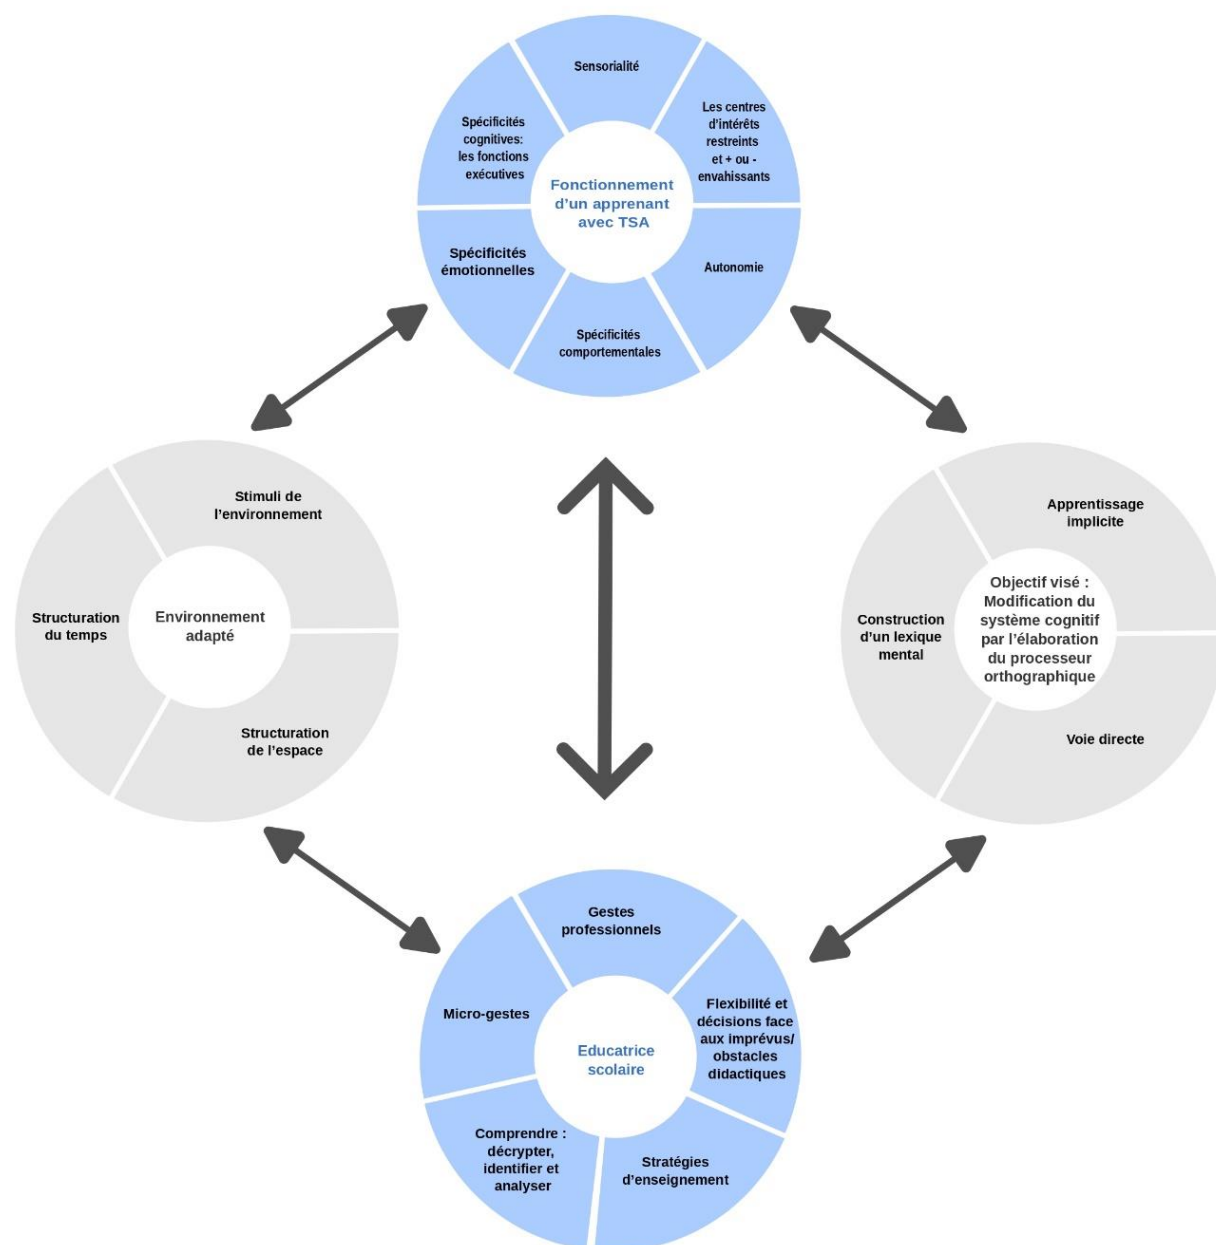 Sensorialité
Les centres
d'intérêts
restreints
et + ou -
envahissants
Spécificités
cognitives:
les fonctions
exécutives
Fonctionnement
d'un apprenant
avec TSA
Spécificités
émotionnelles
Autonomie
Spécificités
comportementales
Stimuli de
l'environnement
Structuration
du temps
Environnement
adapté
Structuration
de l'espace
Apprentissage
implicite
Construction
d'un lexique
mental
Objectif visé :
Modification du
système cognitif
par l'élaboration
du processeur
orthographique
Voie directe
Gestes
professionnels
Micro-gestes
Flexibilité et
décisions face
aux imprévus/
obstacles
didactiques
Educatrice
scolaire
Comprendre :
décrypter,
identifier et
analyser
Stratégies
d'enseignement